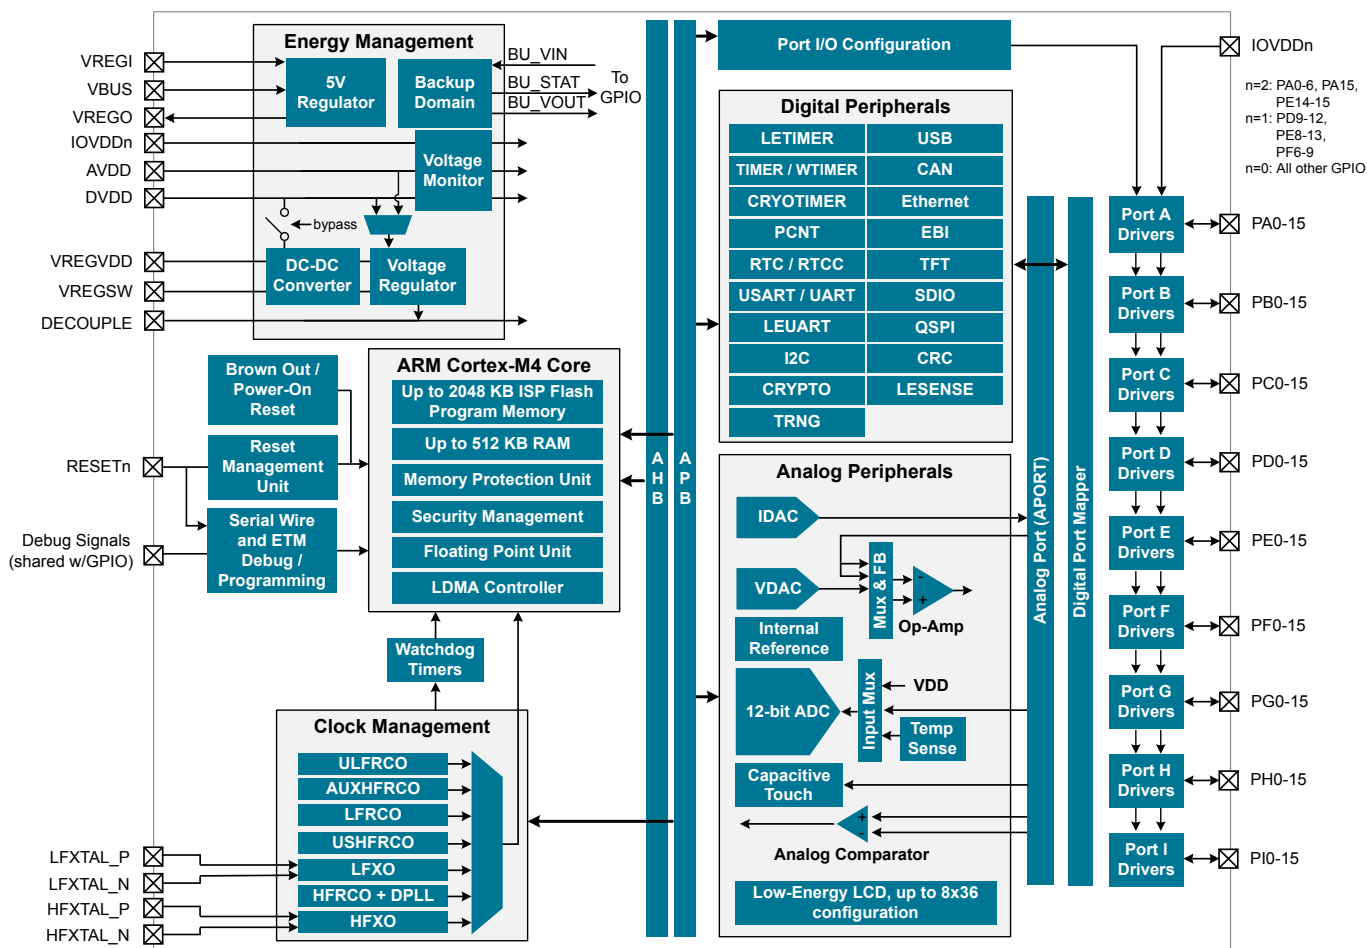 VREGI
VBUS
VREGO
IOVDDn
AVDD
DVDD
VREGVDD
VREGSW
DECOUPLE
Energy Management
5V
Regulator
Backup
Domain
BU_VIN
BU_STAT
BU_VOUT
To
GPIO
Voltage
Monitor
bypass
DC-DC
Converter
Voltage
Regulator
Brown Out /
Power-On
Reset
Reset
Management
Unit
Serial Wire
and ETM
Debug /
Programming
RESETn
Debug Signals
(shared w/GPIO)
ARM Cortex-M4 Core
Up to 2048 KB ISP Flash
Program Memory
Up to 512 KB RAM
Memory Protection Unit
Security Management
Floating Point Unit
LDMA Controller
Watchdog
Timers
Clock Management
ULFRCO
AUXHFRCO
LFRCO
USHFRCO
LFXO
HFRCO + DPLL
HFXO
LFXTAL_P
LFXTAL_N
HFXTAL_P
HFXTAL_N
A
H
B
A
P
B
Port I/O Configuration
Digital Peripherals
LETIMER
USB
TIMER / WTIMER
CAN
CRYOTIMER
Ethernet
PCNT
EBI
RTC / RTCC
TFT
USART / UART
SDIO
LEUART
QSPI
I2C
CRC
CRYPTO
LESENSE
TRNG
Analog Peripherals
IDAC
VDAC
Mux & FB
-
+
Op-Amp
Internal
Reference
12-bit ADC
Input Mux
VDD
Temp
Sense
Capacitive
Touch
+
-
Analog Comparator
Low-Energy LCD, up to 8x36
configuration
Analog Port (APORT)
Digital Port Mapper
Port A
Drivers
Port B
Drivers
Port C
Drivers
Port D
Drivers
Port E
Drivers
Port F
Drivers
Port G
Drivers
Port H
Drivers
Port I
Drivers
IOVDDn
n=2: PA0-6, PA15,
PE14-15
n=1: PD9-12,
PE8-13,
PF6-9
n=0: All other GPIO
PA0-15
PB0-15
PC0-15
PD0-15
PE0-15
PF0-15
PG0-15
PH0-15
PI0-15